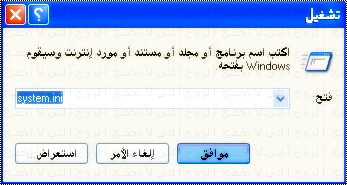 تشغيل
اكتب اسم برنامج أو مجلد أو مستند أو مورد إنترنت وسيقوم
Windows بفتحه
فتح
system.ini
موافق
إلغاء الأمر
استعراض